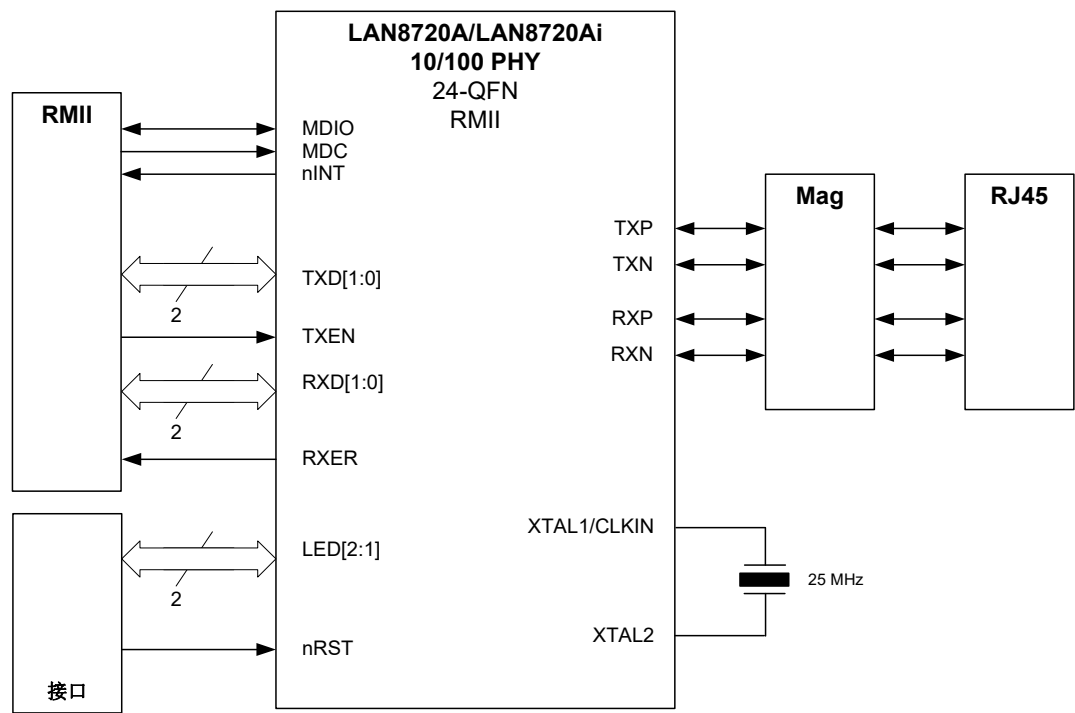 LAN8720A/LAN8720Ai
10/100 PHY
24-QFN
RMII
RMII
MDIO
MDC
nINT
TXD[1:0]
2
TXEN
RXD[1:0]
2
RXER
LED[2:1]
2
nRST
接口
TXP
TXN
RXP
RXN
Mag
RJ45
XTAL1/CLKIN
25 MHz
XTAL2